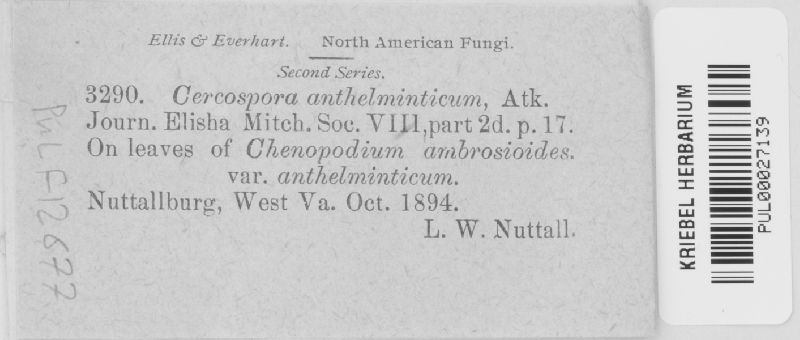 Ellis & Everhart. North American Fungi.
Second Series.
3290. Cercospora anthelminticum, Atk.
Journ. Elisha Mitch. Soc. VIII,part 2d. p. 17.
On leaves of Chenopodium ambrosioides.
var. anthelminticum.
Nuttallburg, West Va. Oct. 1894.
L. W. Nuttall.
PUL F12677
KRIEBEL HERBARIUM
PUL00027139